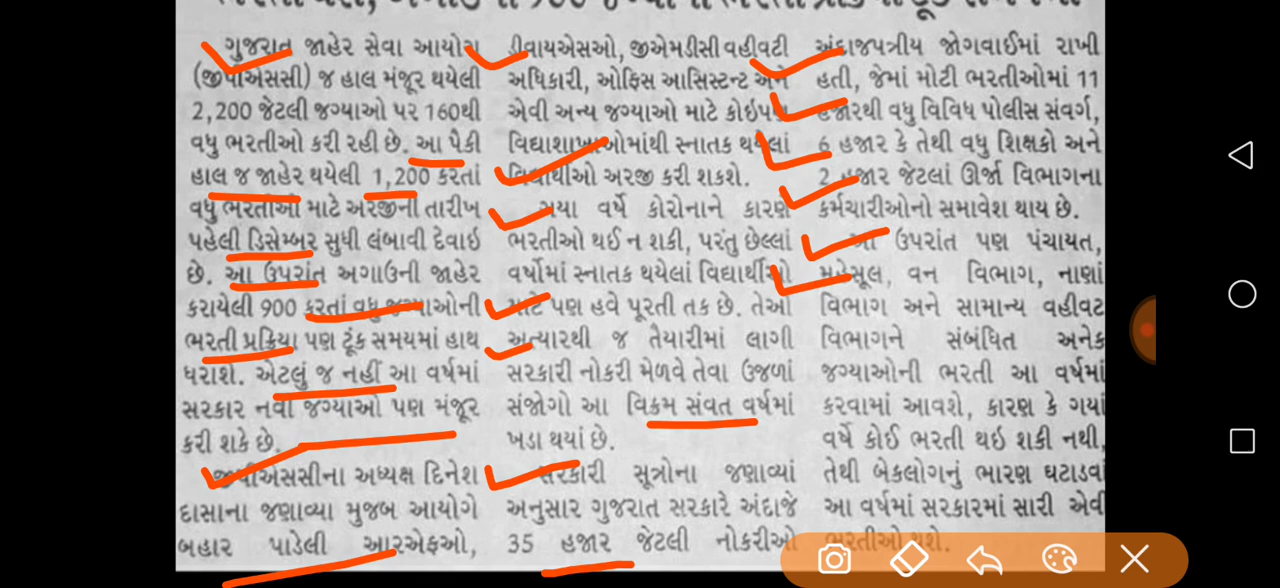 ગુજરાત જાહેર સેવા આયોગ
(જીપીએસસી) જ હાલ મંજૂર થયેલી
2,200 જેટલી જગ્યાઓ પર 160થી
વધુ ભરતીઓ કરી રહી છે. આ પૈકી
હાલ જ જાહેર થયેલી 1,200 કરતાં
વધુ ભરતીઓ માટે અરજીની તારીખ
પહેલી ડિસેમ્બર સુધી લંબાવી દેવાઇ
છે. આ ઉપરાંત અગાઉની જાહેર
કરાયેલી 900 કરતાં વધુ જગ્યાઓની
ભરતી પ્રક્રિયા પણ ટૂંક સમયમાં હાથ
ધરાશે. એટલું જ નહીં આ વર્ષમાં
સરકાર નવી જગ્યાઓ પણ મંજૂર
કરી શકે છે.
જીપીએસસીના અધ્યક્ષ દિનેશ
દાસાના જણાવ્યા મુજબ આયોગે
બહાર પાડેલી આરએફઓ,
ડીવાયએસઓ, જીએમડીસી વહીવટી
અધિકારી, ઓફિસ આસિસ્ટન્ટ અને
એવી અન્ય જગ્યાઓ માટે કોઇપણ
વિદ્યાશાખાઓમાંથી સ્નાતક થયેલાં
વિદ્યાર્થીઓ અરજી કરી શકશે.
ગયા વર્ષે કોરોનાને કારણે
ભરતીઓ થઈ ન શકી, પરંતુ છેલ્લાં
વર્ષોમાં સ્નાતક થયેલાં વિદ્યાર્થીઓ
માટે પણ હવે પૂરતી તક છે. તેઓ
અત્યારથી જ તૈયારીમાં લાગી
સરકારી નોકરી મેળવે તેવા ઉજળાં
સંજોગો આ વિક્રમ સંવત વર્ષમાં
ખડા થયાં છે.
સરકારી સૂત્રોના જણાવ્યાં
અનુસાર ગુજરાત સરકારે અંદાજે
35 હજાર જેટલી નોકરીઓ
અંદાજપત્રીય જોગવાઈમાં રાખી
હતી, જેમાં મોટી ભરતીઓમાં 11
હજારથી વધુ વિવિધ પોલીસ સંવર્ગ,
6 હજાર કે તેથી વધુ શિક્ષકો અને
2 હજાર જેટલાં ઊર્જા વિભાગના
કર્મચારીઓનો સમાવેશ થાય છે.
આ ઉપરાંત પણ પંચાયત,
મહેસૂલ, વન વિભાગ, નાણાં
વિભાગ અને સામાન્ય વહીવટ
વિભાગને સંબંધિત અનેક
જગ્યાઓની ભરતી આ વર્ષમાં
કરવામાં આવશે, કારણ કે ગયાં
વર્ષે કોઈ ભરતી થઇ શકી નથી,
તેથી બેકલોગનું ભારણ ઘટાડવાં
આ વર્ષમાં સરકારમાં સારી એવી
ભરતીઓ થશે.